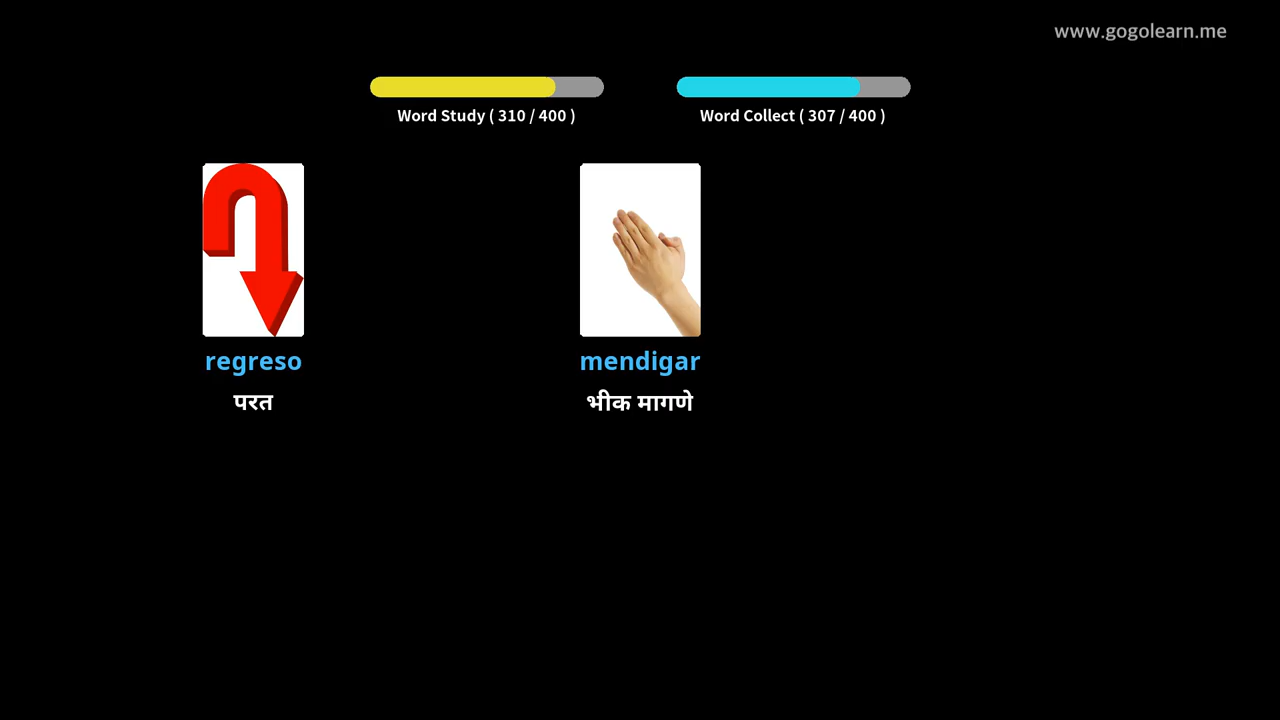 www.gogolearn.me
Word Study ( 310 / 400 )
Word Collect ( 307 / 400 )
regreso
mendigar
परत
भीक मागणे